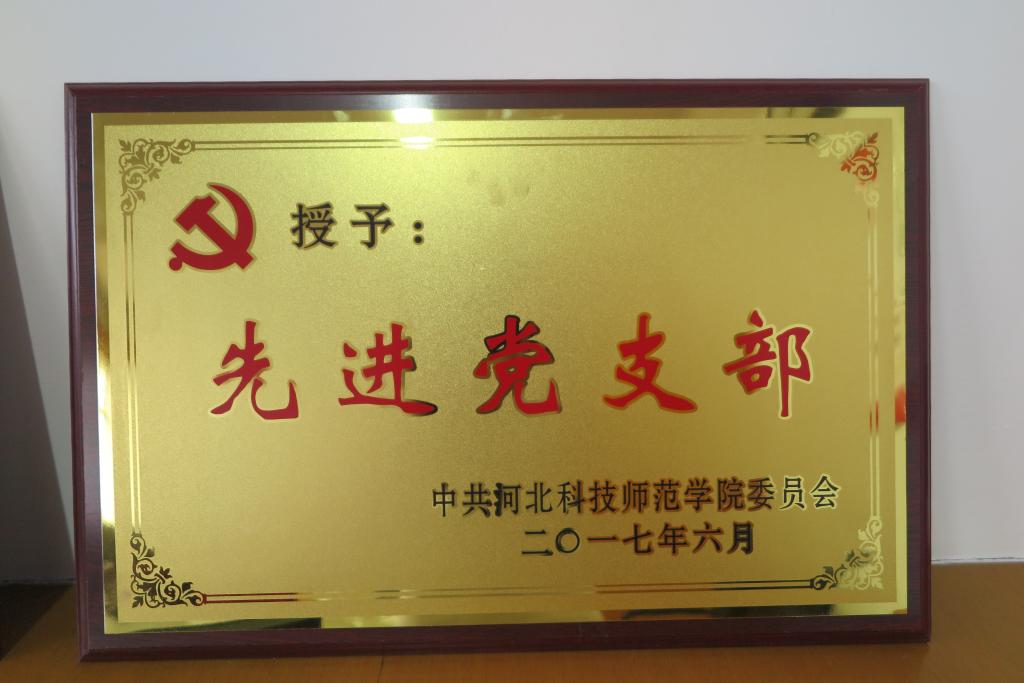 授予：
先进党支部
中共河北科技师范学院委员会
二〇一七年六月